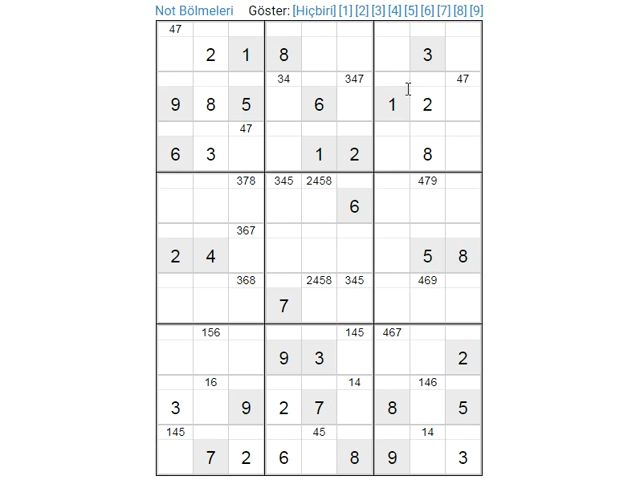 Not Bölmeleri Göster: [Hiçbiri] [1] [2] [3] [4] [5] [6] [7] [8] [9]
47
2 1 8 3
34 347 47
9 8 5 6 1 2
47
6 3 1 2 8
378 345 2458 479
6
367
2 4 5 8
368 2458 345 469
7
156 145 467
9 3 2
16 14 146
3 9 2 7 8 5
145 45 14
7 2 6 8 9 3